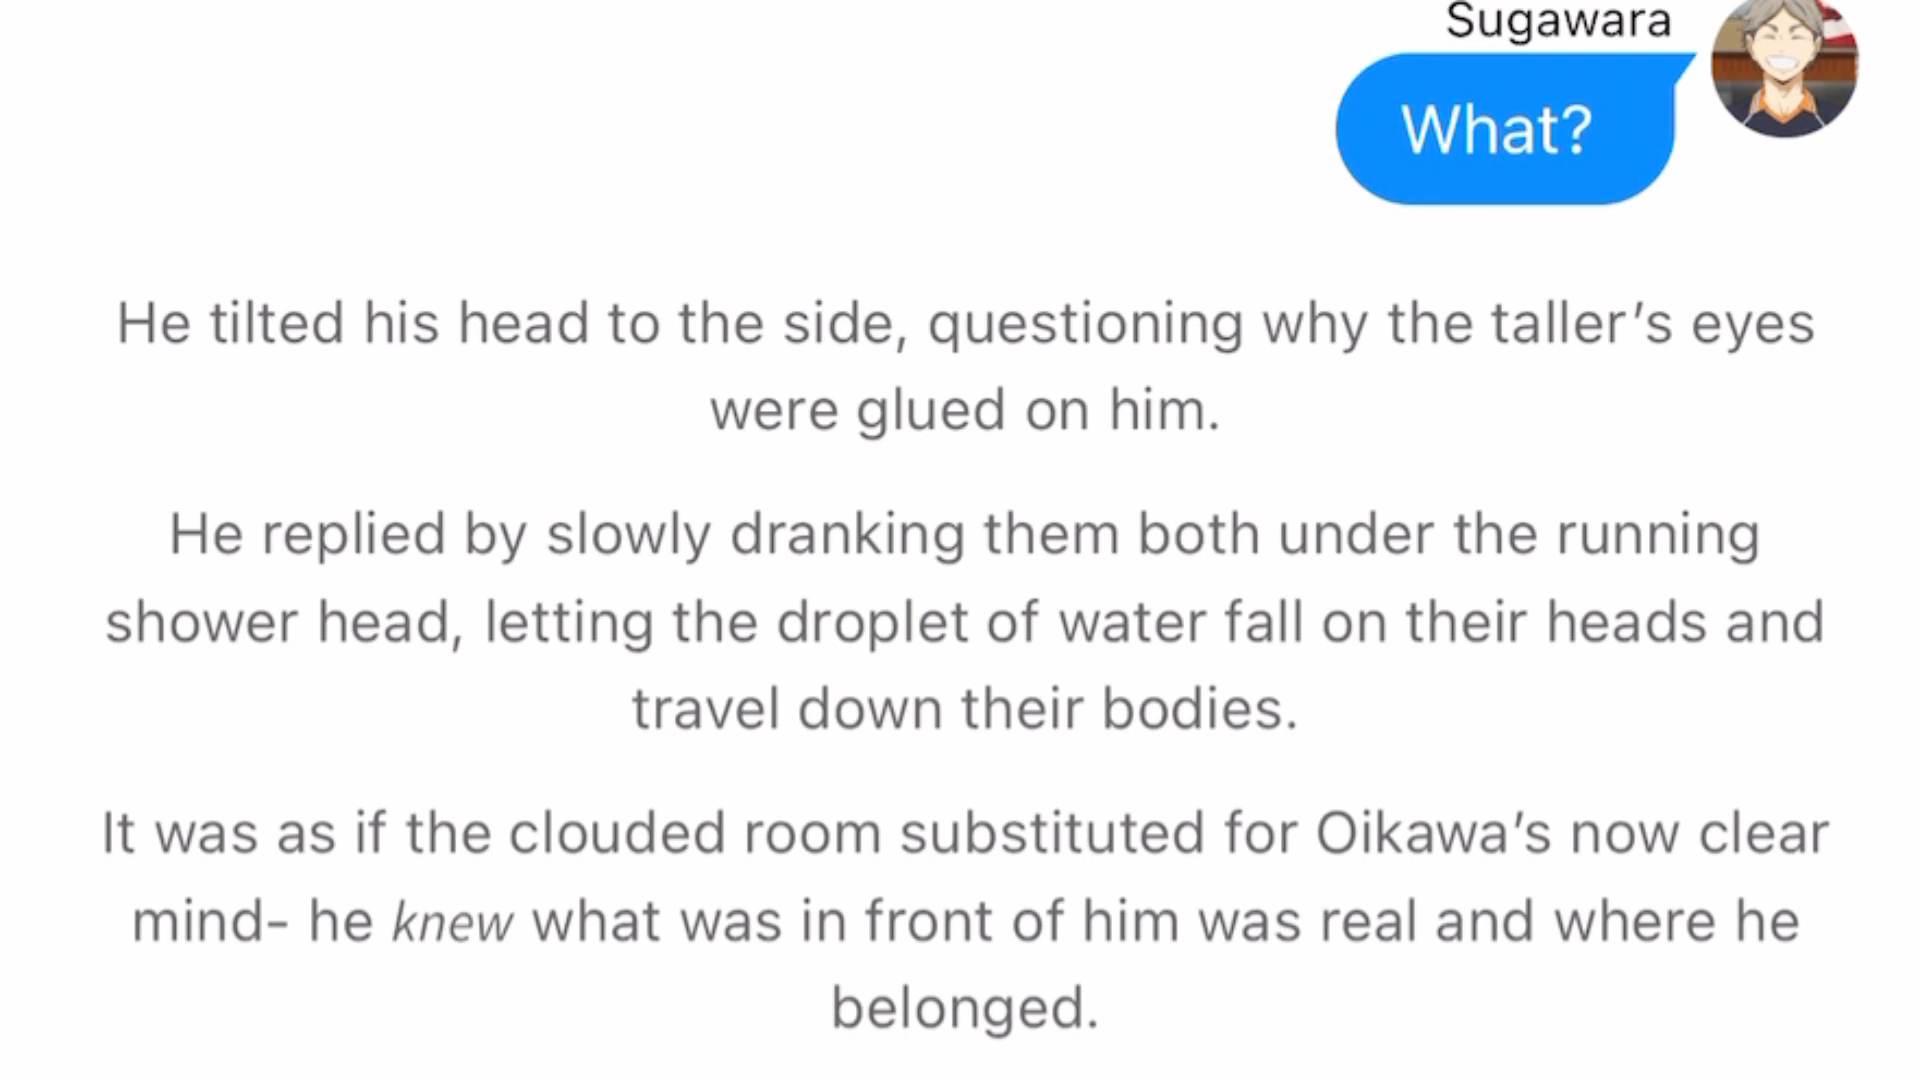 Sugawara
What?
He tilted his head to the side, questioning why the taller’s eyes
were glued on him.
He replied by slowly dranking them both under the running
shower head, letting the droplet of water fall on their heads and
travel down their bodies.
It was as if the clouded room substituted for Oikawa’s now clear
mind- he knew what was in front of him was real and where he
belonged.